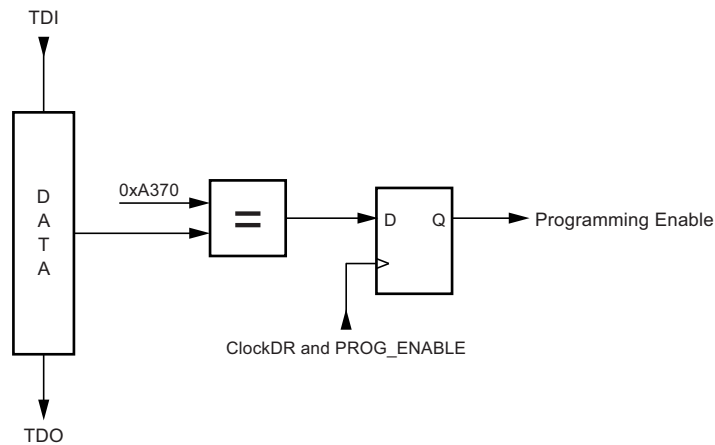 TDI
D
A
T
A
0xA370
=
D Q
Programming Enable
ClockDR and PROG_ENABLE
TDO